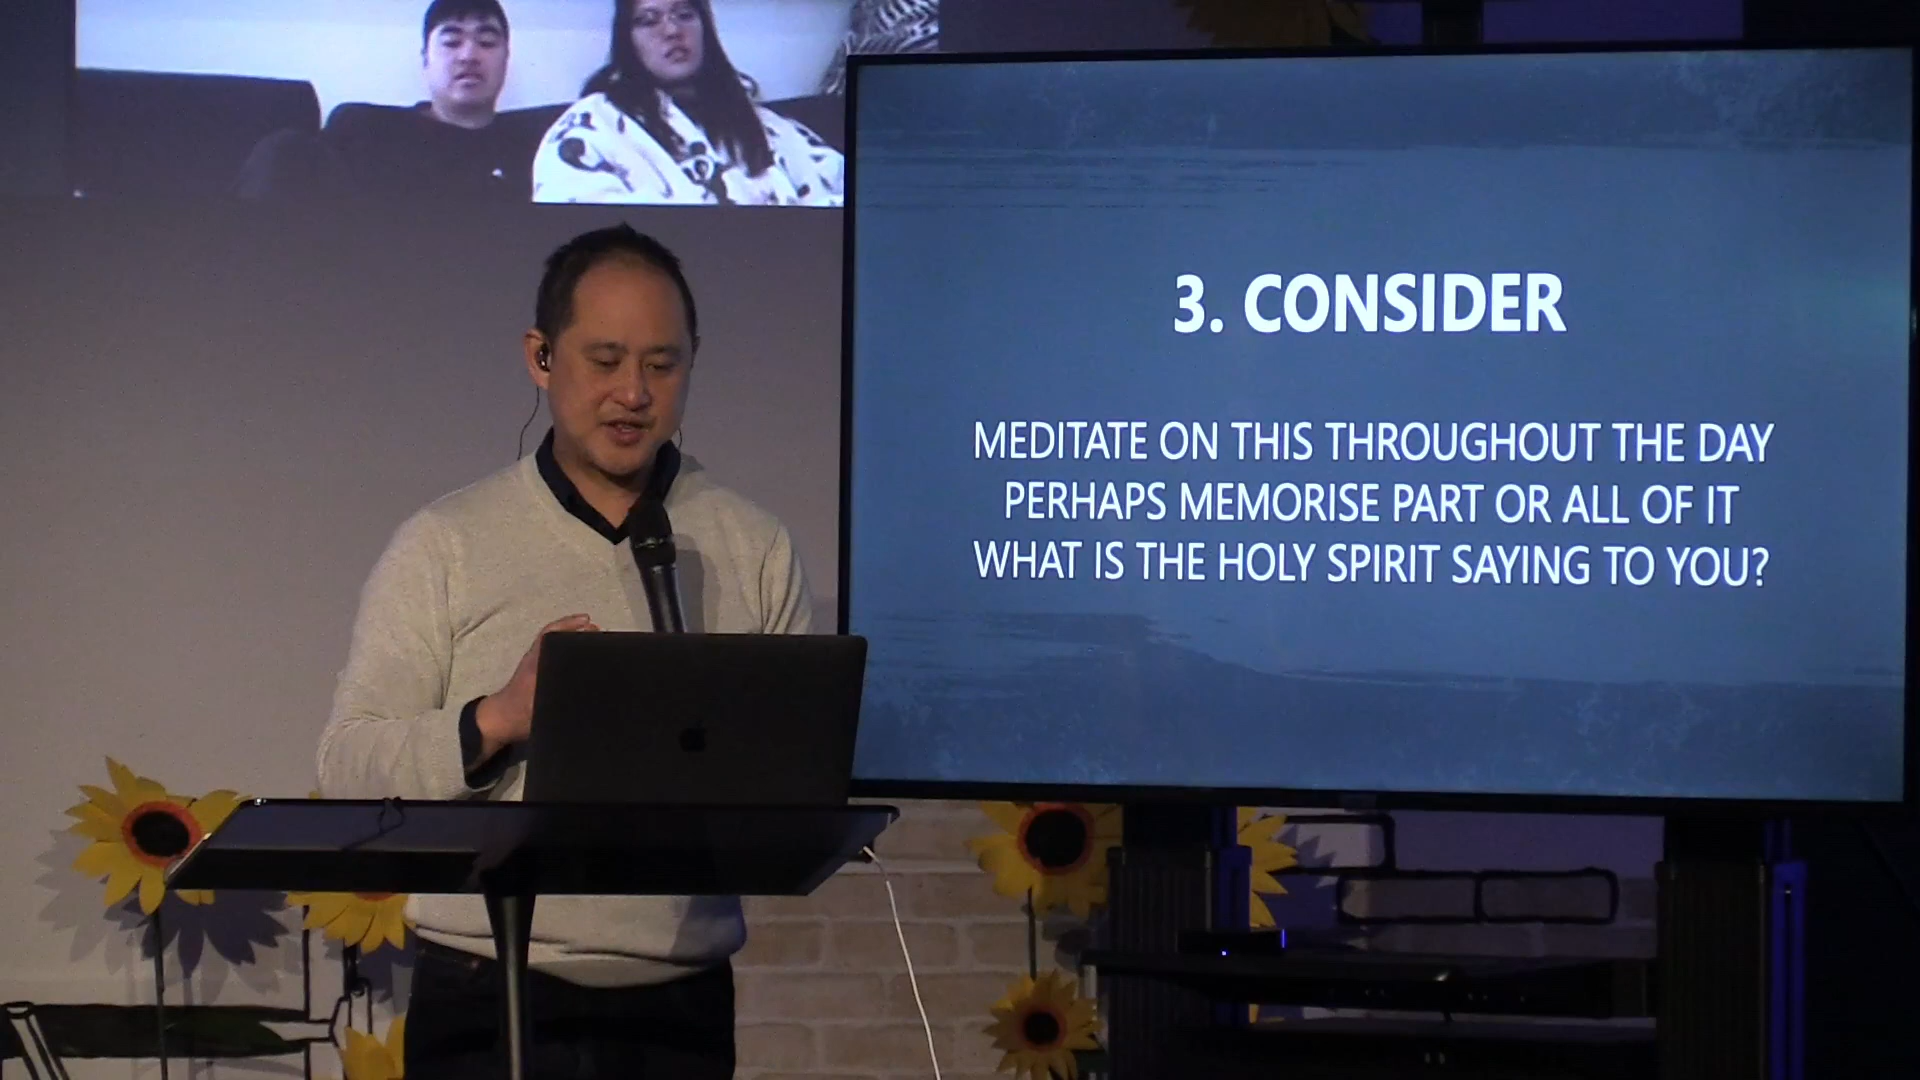 3. CONSIDER
MEDITATE ON THIS THROUGHOUT THE DAY
PERHAPS MEMORISE PART OR ALL OF IT
WHAT IS THE HOLY SPIRIT SAYING TO YOU?